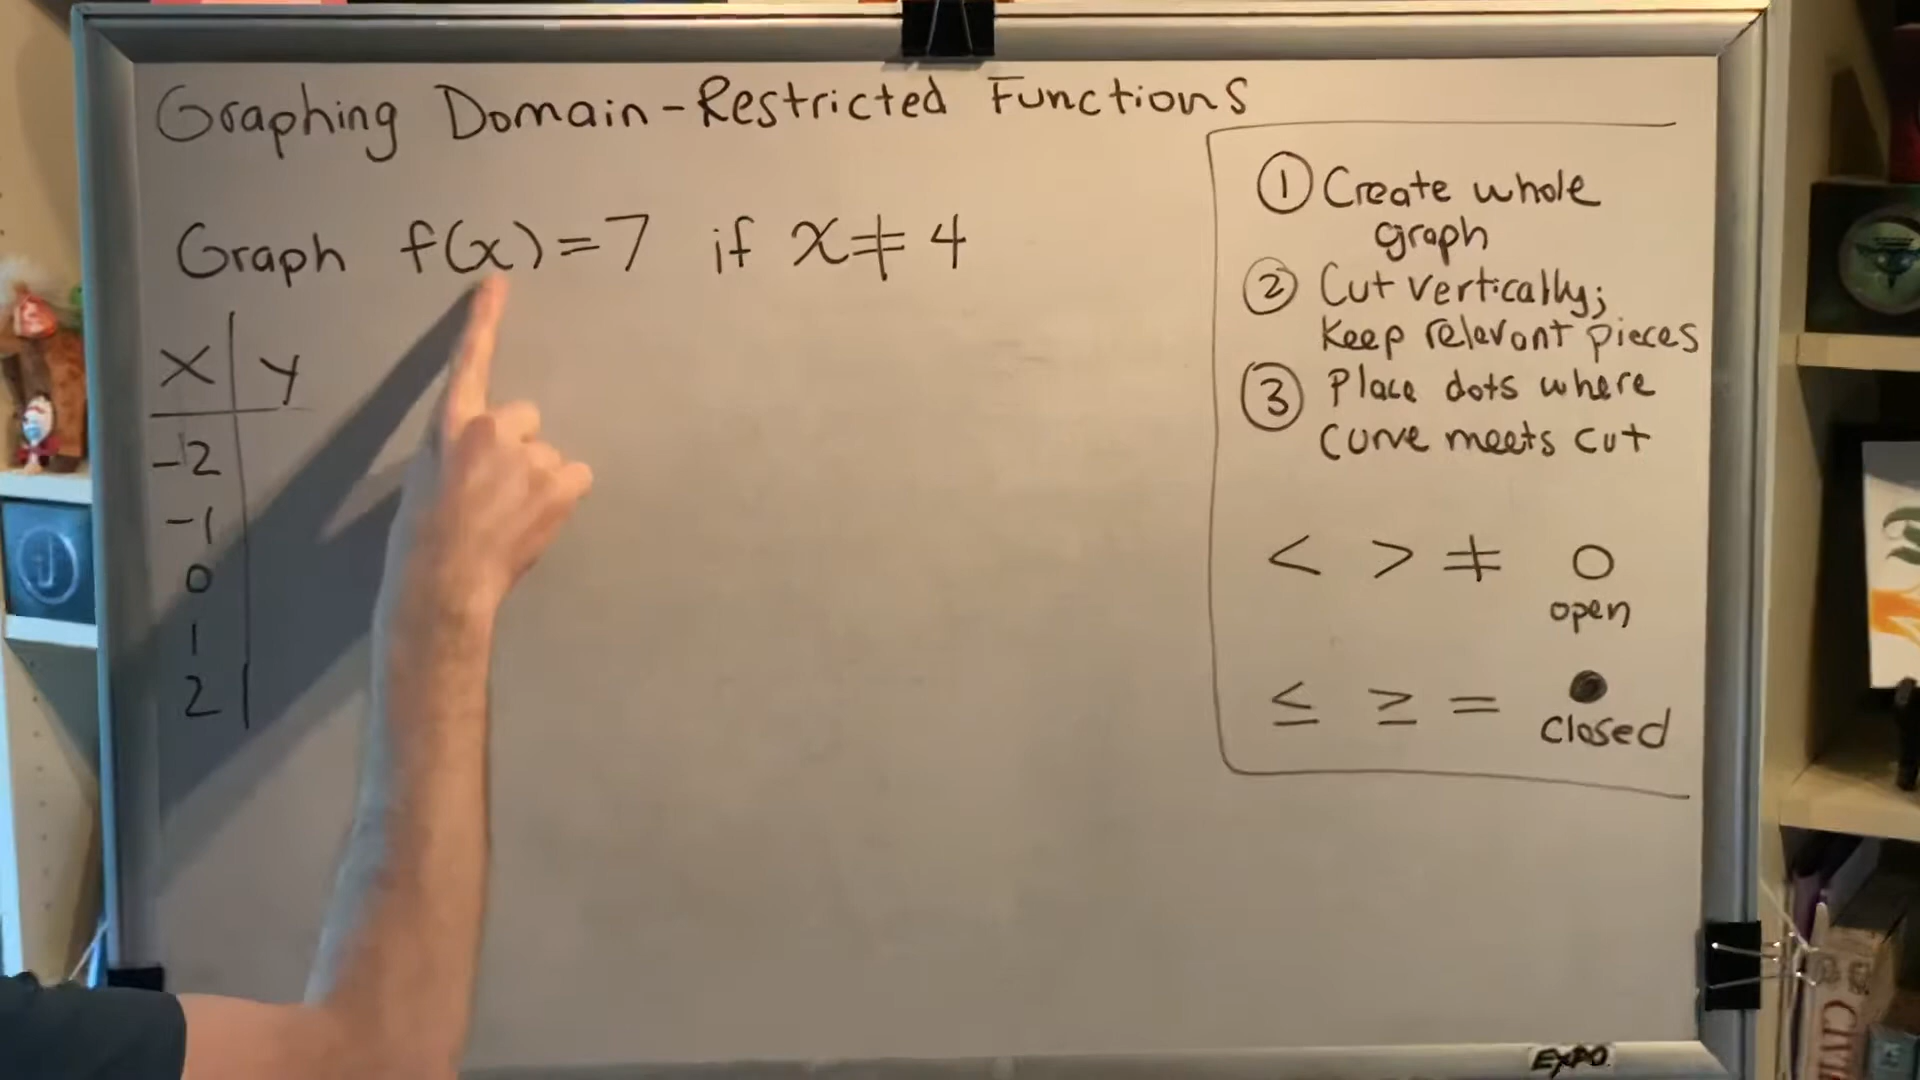 Graphing Domain-Restricted Functions
Graph f(x) = 7 if x ≠ 4
x y
-2
-1
0
1
2
① Create whole
graph
② Cut vertically;
Keep relevant pieces
③ Place dots where
curve meets cut
< > ≠ ○
open
≤ ≥ = ●
closed
EXPO